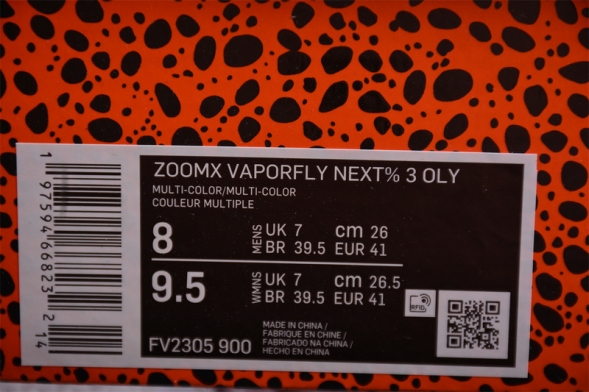 ZOOMX VAPORFLY NEXT% 3 OLY
MULTI-COLOR/MULTI-COLOR
COULEUR MULTIPLE
8 MENS UK 7 cm 26
BR 39.5 EUR 41
9.5 WMNS UK 7 cm 26.5
BR 39.5 EUR 41
RFID
FV2305 900
MADE IN CHINA /
FABRIQUE EN CHINE /
FABRICADO NA CHINA /
HECHO EN CHINA
1 97594 66823 2 14